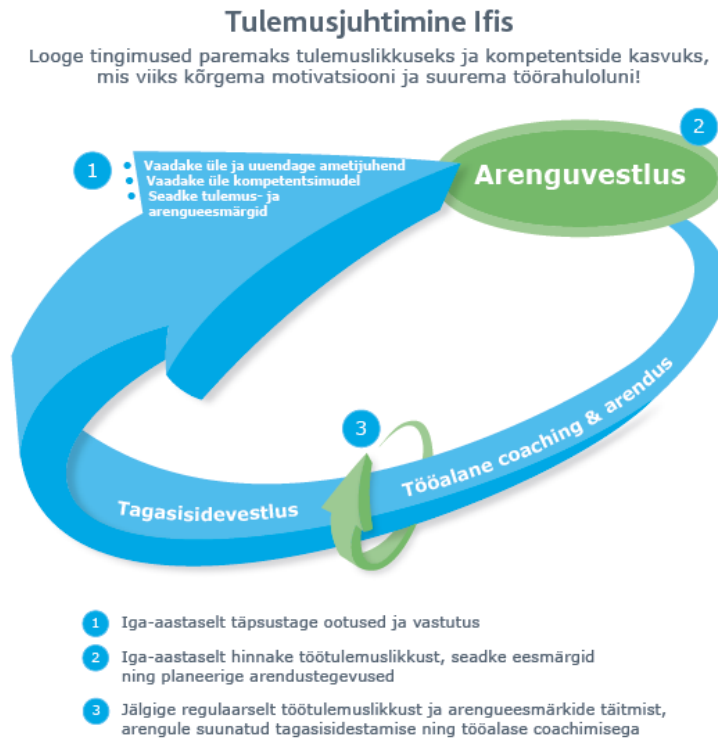 Tulemusjuhtimine Ifis
Looge tingimused paremaks tulemuslikkuseks ja kompetentside kasvuks,
mis viiks kõrgema motivatsiooni ja suurema töörahuloluni!
1
• Vaadake üle ja uuendage ametijuhend
• Vaadake üle kompetentsimudel
• Seadke tulemus- ja
arengueesmärgid
2
Arenguvestlus
3
Tööalane coaching & arendus
Tagasisidevestlus
1 Iga-aastaselt täpsustage ootused ja vastutus
2 Iga-aastaselt hinnake töötulemuslikkust, seadke eesmärgid
ning planeerige arendustegevused
3 Jälgige regulaarselt töötulemuslikkust ja arengueesmärkide täitmist,
arengule suunatud tagasisidestamise ning tööalase coachimisega